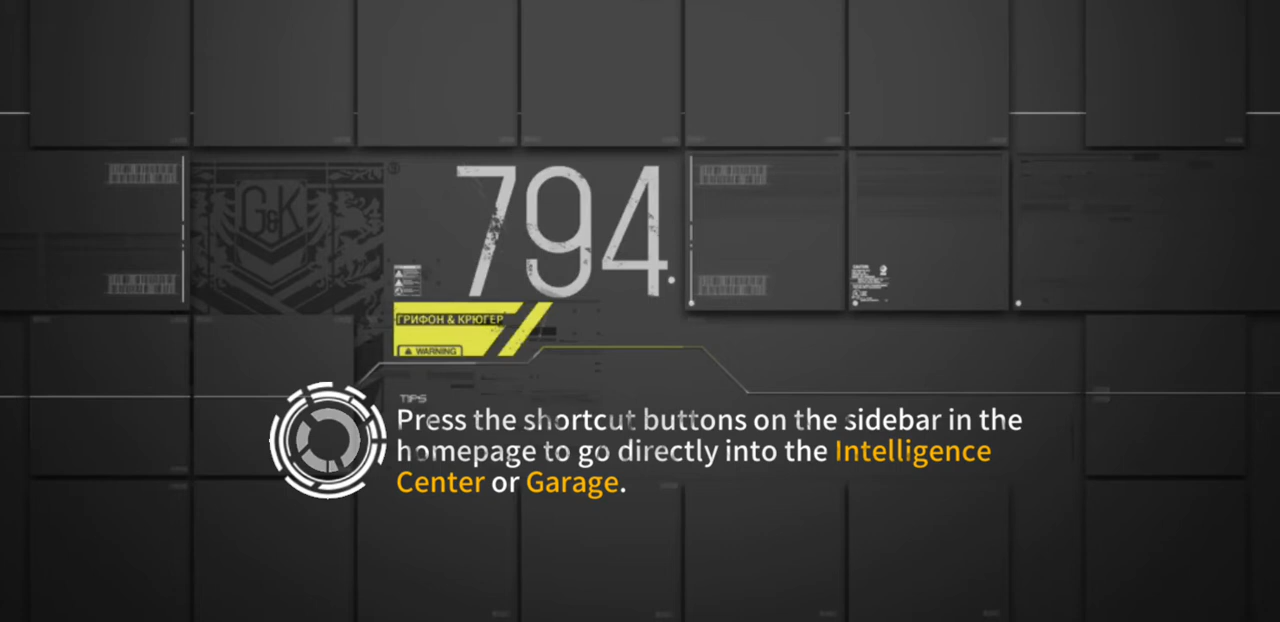 G&K
794.
ГРИФОН & КРЮГЕР
WARNING
TIPS
Press the shortcut buttons on the sidebar in the
homepage to go directly into the Intelligence
Center or Garage.